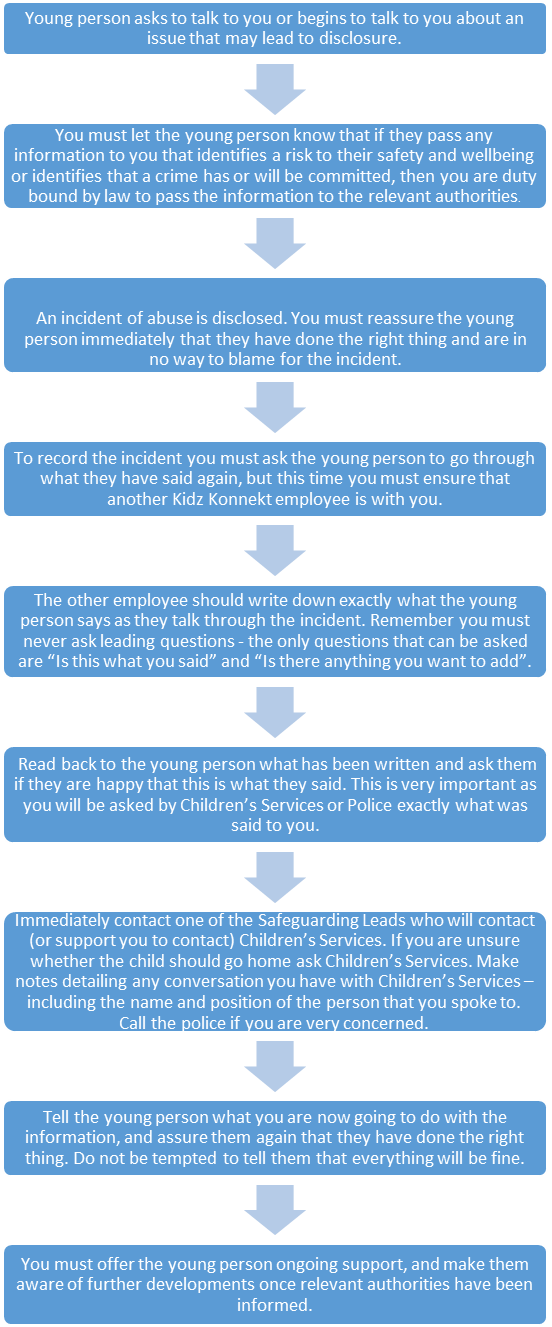 Young person asks to talk to you or begins to talk to you about an
issue that may lead to disclosure.
You must let the young person know that if they pass any
information to you that identifies a risk to their safety and wellbeing
or identifies that a crime has or will be committed, then you are duty
bound by law to pass the information to the relevant authorities.
An incident of abuse is disclosed. You must reassure the young
person immediately that they have done the right thing and are in
no way to blame for the incident.
To record the incident you must ask the young person to go through
what they have said again, but this time you must ensure that
another Kidz Konnekt employee is with you.
The other employee should write down exactly what the young
person says as they talk through the incident. Remember you must
never ask leading questions - the only questions that can be asked
are “Is this what you said” and “Is there anything you want to add”.
Read back to the young person what has been written and ask them
if they are happy that this is what they said. This is very important as
you will be asked by Children’s Services or Police exactly what was
said to you.
Immediately contact one of the Safeguarding Leads who will contact
(or support you to contact) Children’s Services. If you are unsure
whether the child should go home ask Children’s Services. Make
notes detailing any conversation you have with Children’s Services –
including the name and position of the person that you spoke to.
Call the police if you are very concerned.
Tell the young person what you are now going to do with the
information, and assure them again that they have done the right
thing. Do not be tempted to tell them that everything will be fine.
You must offer the young person ongoing support, and make them
aware of further developments once relevant authorities have been
informed.